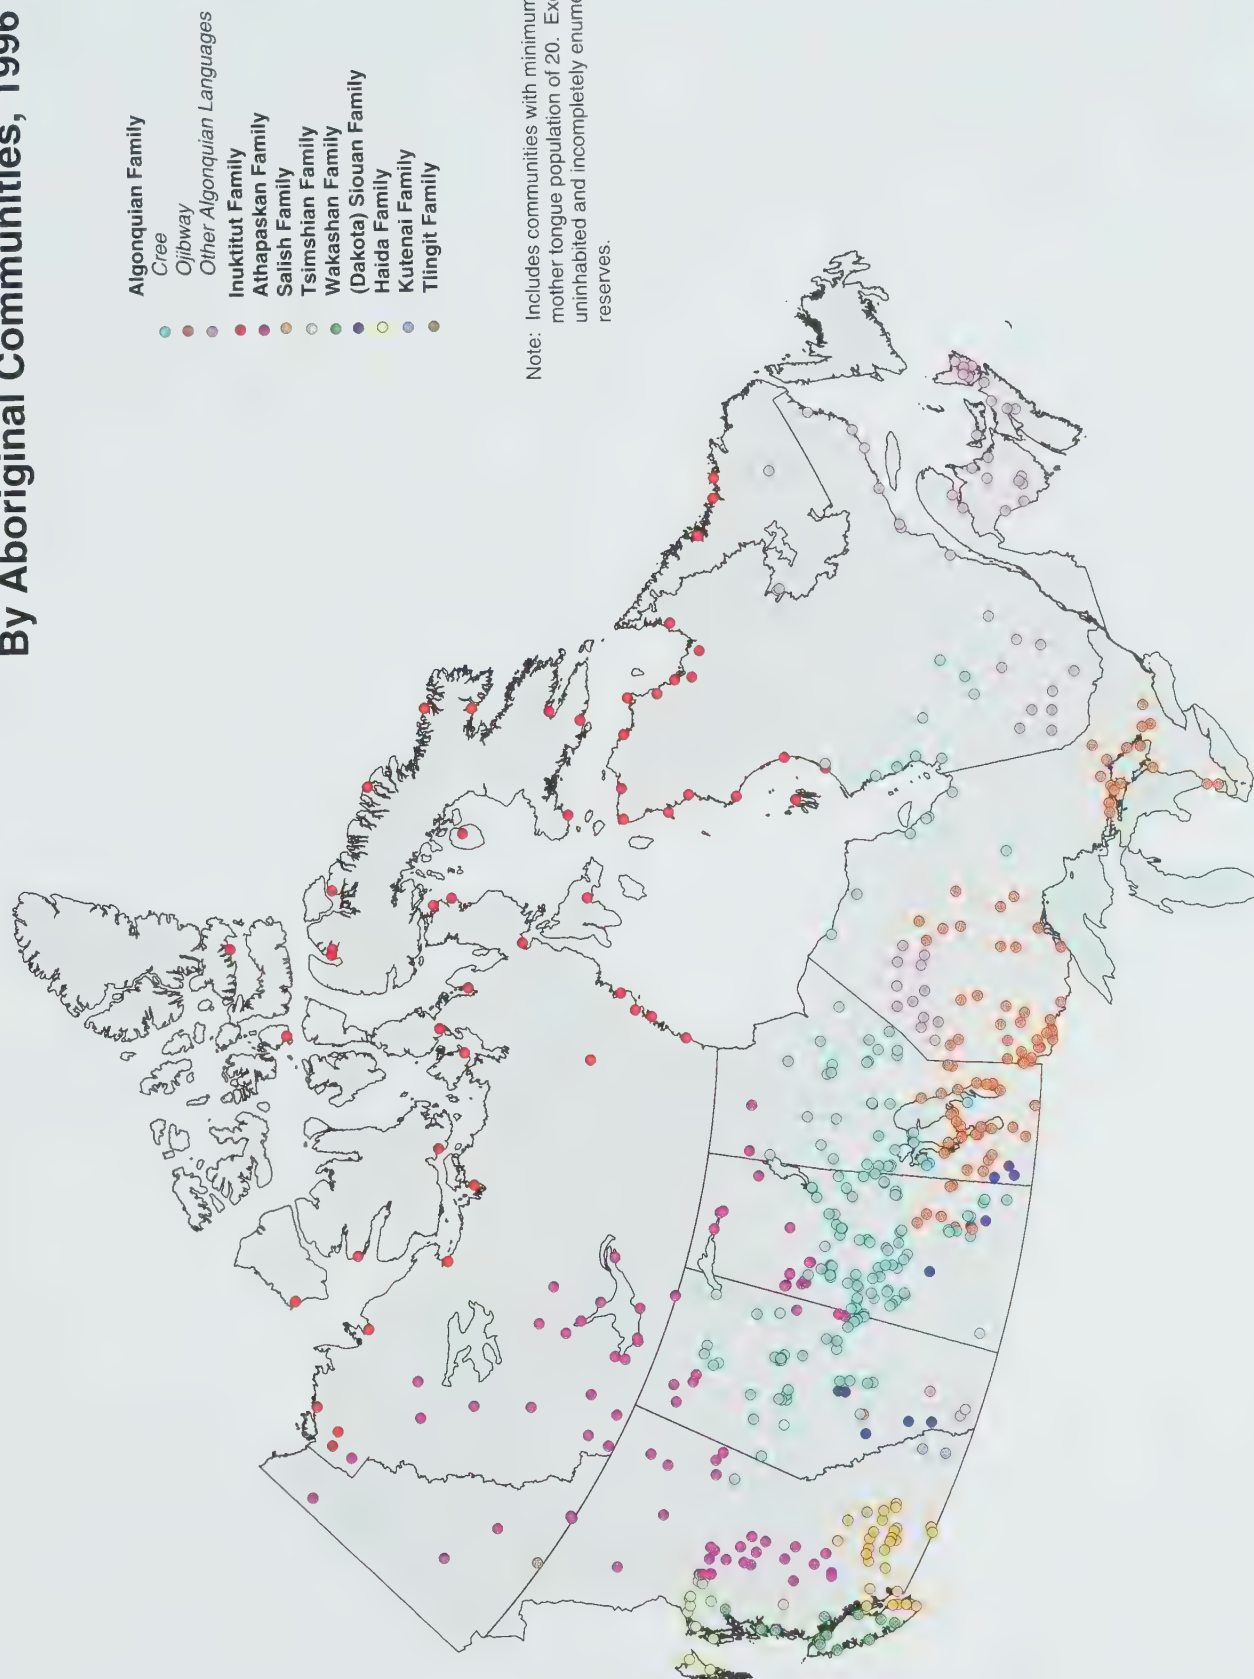 By Aboriginal Communities, 1996
Algonquian Family
Cree
Ojibway
Other Algonquian Languages
Inuktitut Family
Athapaskan Family
Salish Family
Tsimshian Family
Wakashan Family
(Dakota) Siouan Family
Haida Family
Kutenai Family
Tlingit Family
Note: Includes communities with minimum
mother tongue population of 20.
uninhabited and incompletely
reserves.